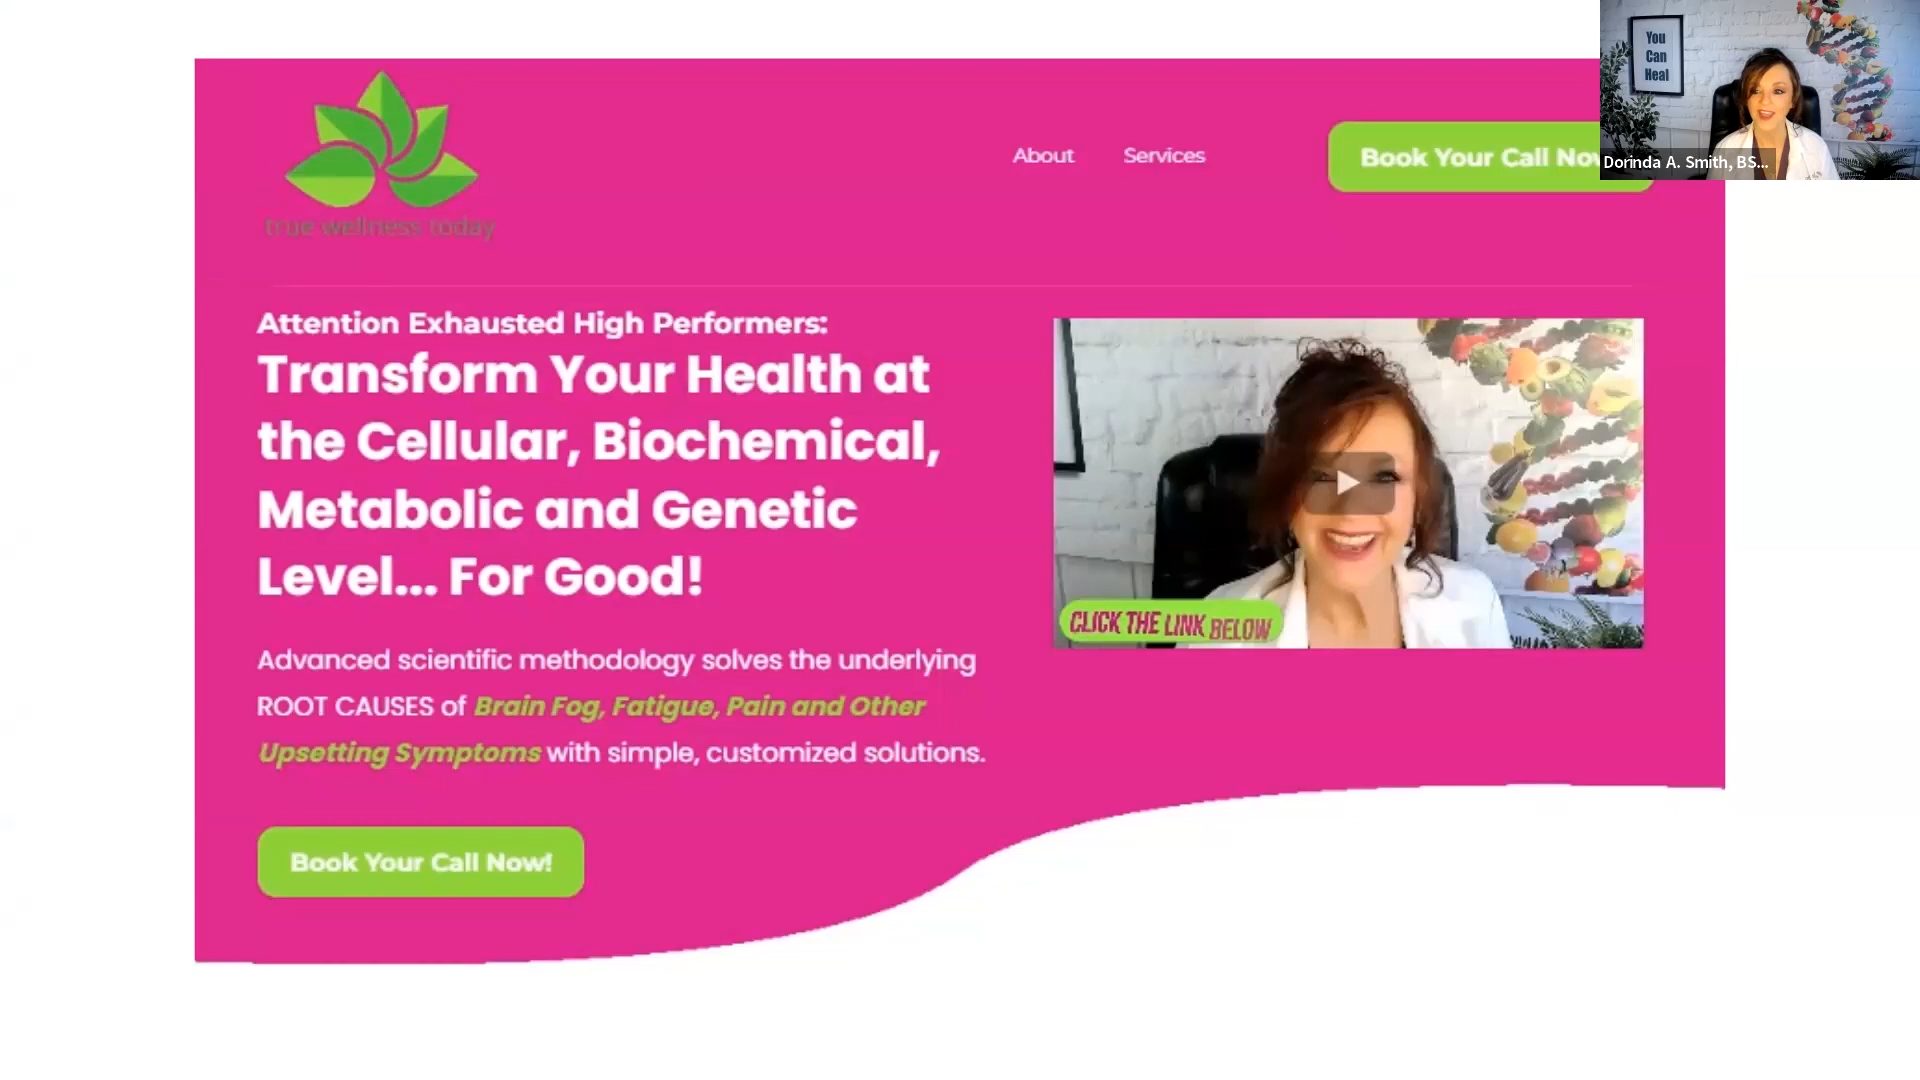 You
Can
Heal
Dorinda A. Smith, BS...
true wellness today
About
Services
Book Your Call Now
Attention Exhausted High Performers:
Transform Your Health at
the Cellular, Biochemical,
Metabolic and Genetic
Level... For Good!
Advanced scientific methodology solves the underlying
ROOT CAUSES of Brain Fog, Fatigue, Pain and Other
Upsetting Symptoms with simple, customized solutions.
CLICK THE LINK BELOW
Book Your Call Now!